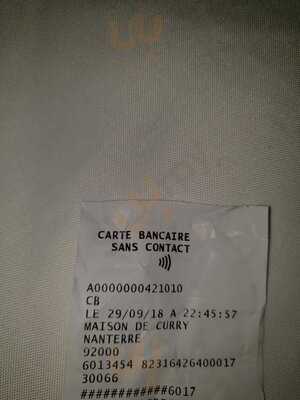 CARTE BANCAIRE
SANS CONTACT
A0000000421010
CB
LE 29/09/18 A 22:45:57
MAISON DE CURRY
NANTERRE
92000
6013454 82316426400017
30066
############6017